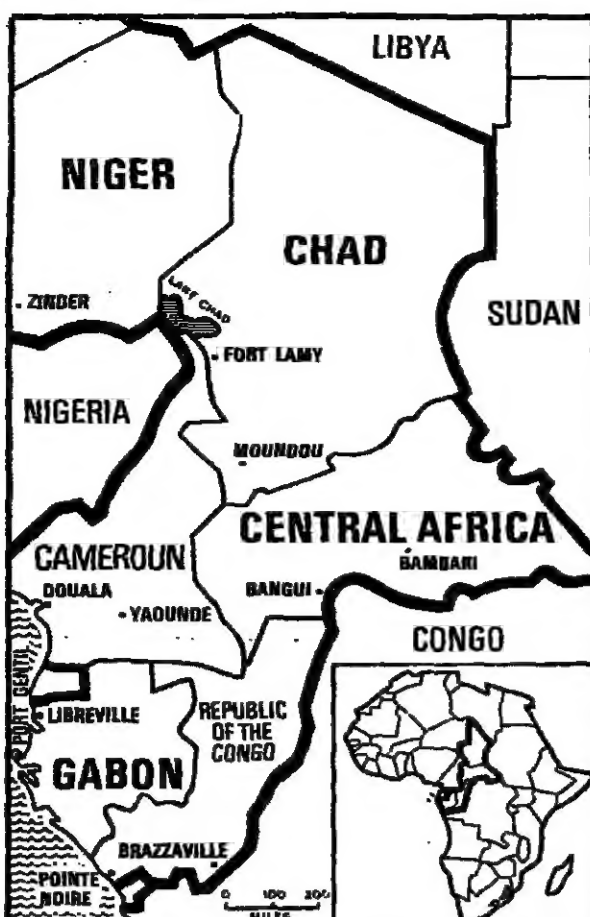 LIBYA
NIGER
CHAD
LAKE CHAD
ZINDER
SUDAN
FORT LAMY
NIGERIA
MOUNDOU
CENTRAL AFRICA
CAMEROUN
BAMBARI
DOUALA
BANGUI
YAOUNDE
CONGO
PORT GENTIL
LIBREVILLE
REPUBLIC
OF THE
CONGO
GABON
BRAZZAVILLE
POINTE
NOIRE
0 100 200
MILES